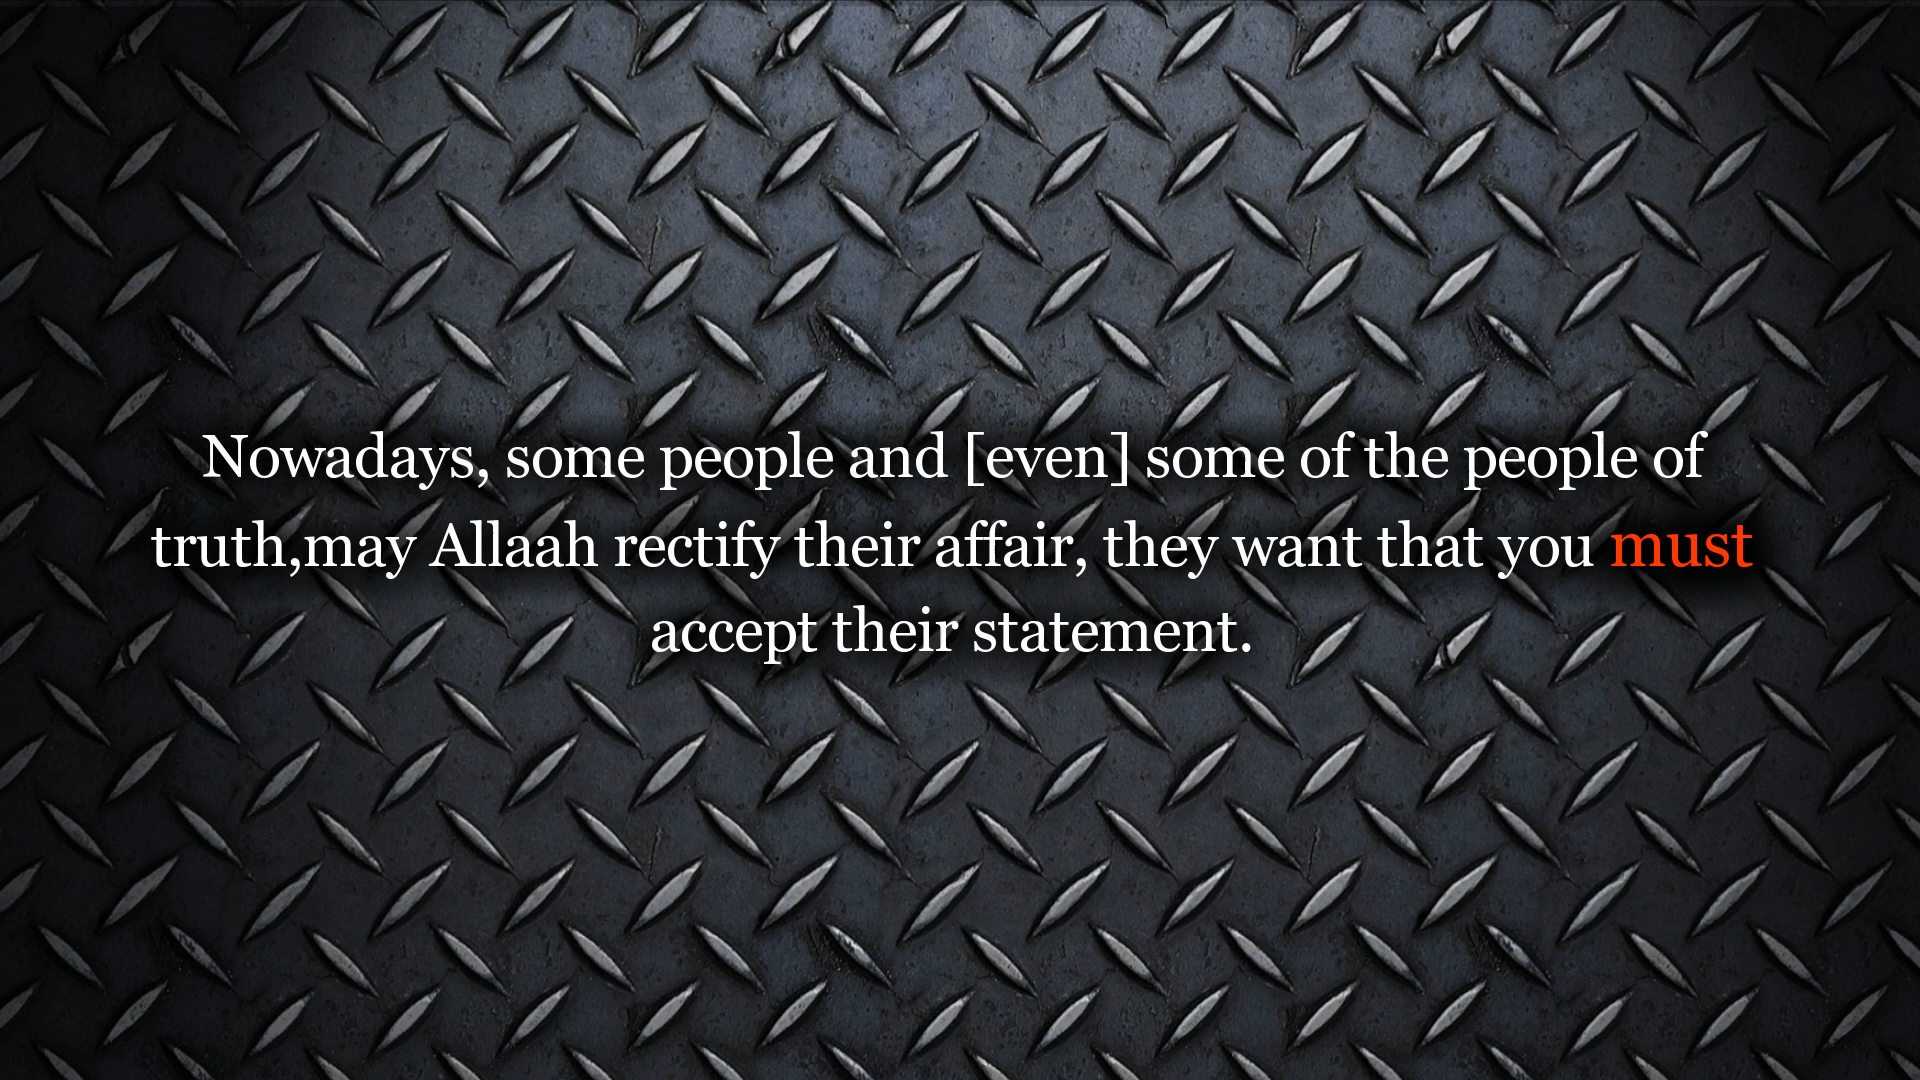 Nowadays, some people and [even] some of the people of
truth,may Allaah rectify their affair, they want that you must
accept their statement.